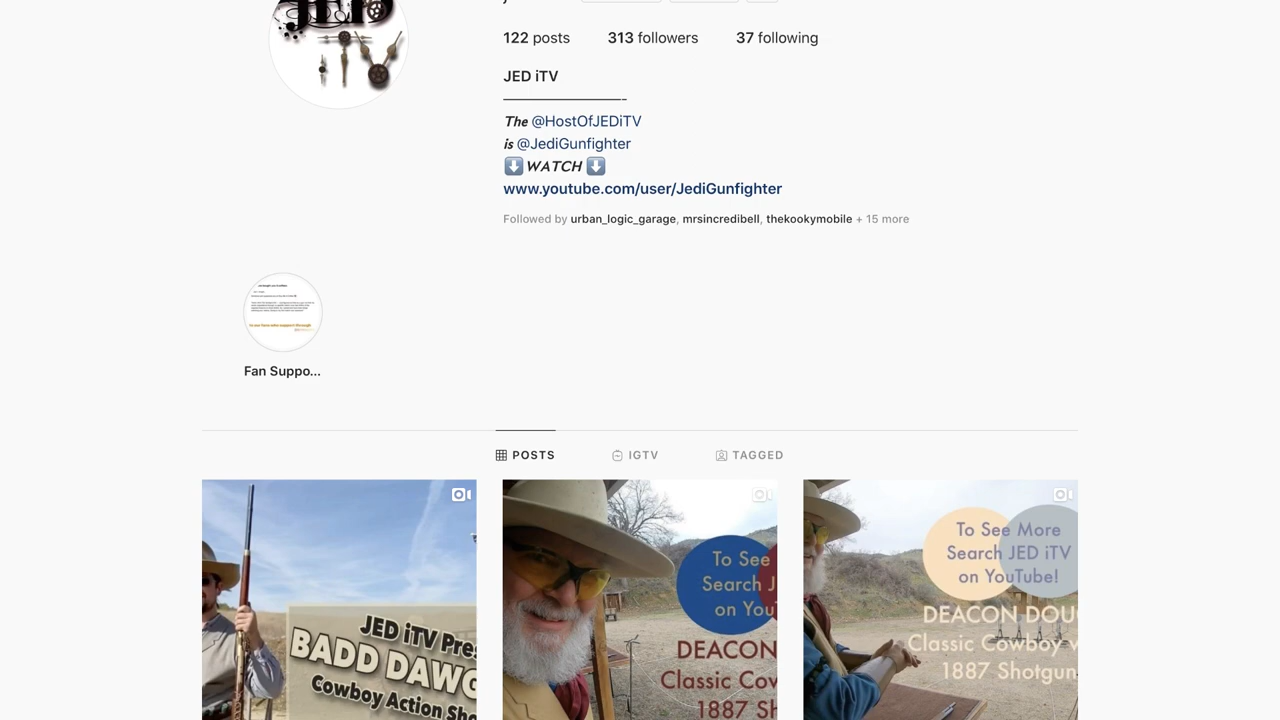 JED
122 posts 313 followers 37 following
JED iTV
The @HostOfJEDiTV
is @JediGunfighter
WATCH
www.youtube.com/user/JediGunfighter
Followed by urban_logic_garage, mrsincredibell, thekookymobile + 15 more
Fan Suppo...
POSTS IGTV TAGGED
JED iTV Pres
BADD DAWG
Cowboy Action Sho
To See
Search J
on You
DEACON
Classic Cow
1887 Sh
To See More
Search JED iTV
on YouTube!
DEACON DOUG
Classic Cowboy w
1887 Shotgun